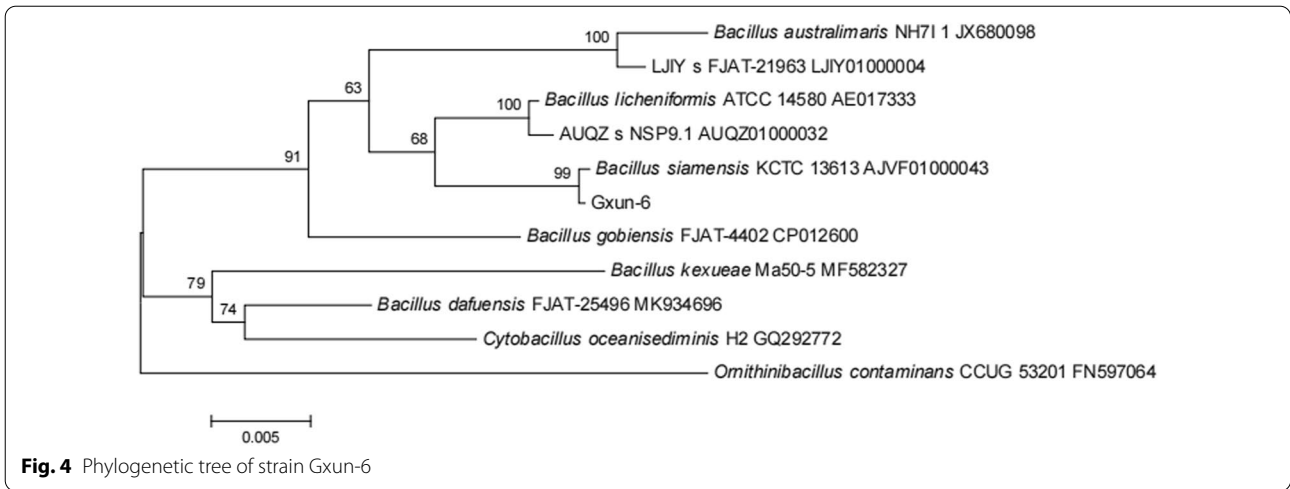 100
Bacillus australimaris NH7I 1 JX680098
LJIY s FJAT-21963 LJIY01000004
63
100
Bacillus licheniformis ATCC 14580 AE017333
AUQZ s NSP9.1 AUQZ01000032
68
91
99
Bacillus siamensis KCTC 13613 AJVF01000043
Gxun-6
Bacillus gobiensis FJAT-4402 CP012600
79
Bacillus kexueae Ma50-5 MF582327
74
Bacillus dafuensis FJAT-25496 MK934696
Cytobacillus oceanisediminis H2 GQ292772
Ornithinibacillus contaminans CCUG 53201 FN597064
0.005
Fig. 4 Phylogenetic tree of strain Gxun-6